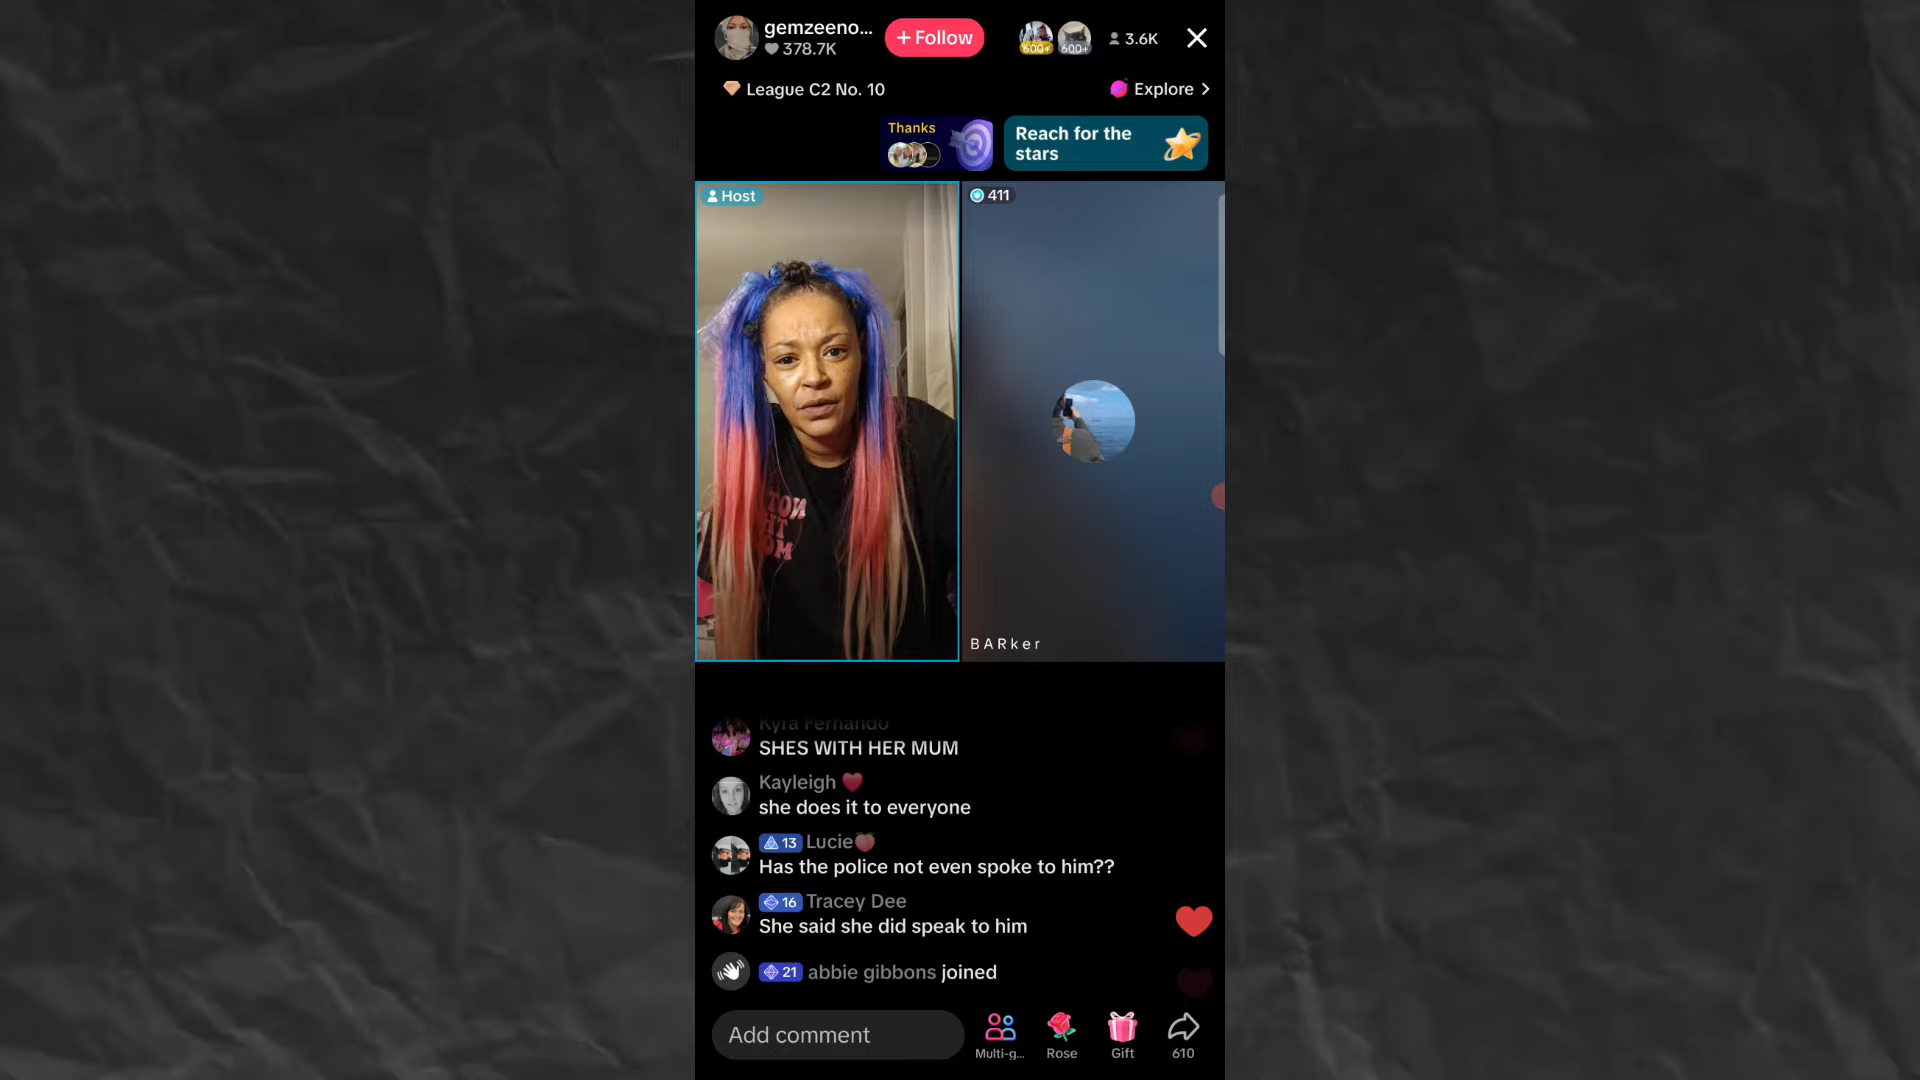 gemzeeno...
378.7K
+ Follow
600+
600+
3.6K
League C2 No. 10
Explore
Thanks
Reach for the
stars
Host
411
BARker
Kyra Fernando
SHES WITH HER MUM
Kayleigh
she does it to everyone
13 Lucie
Has the police not even spoke to him??
16 Tracey Dee
She said she did speak to him
21 abbie gibbons joined
Add comment
Multi-g...
Rose
Gift
610